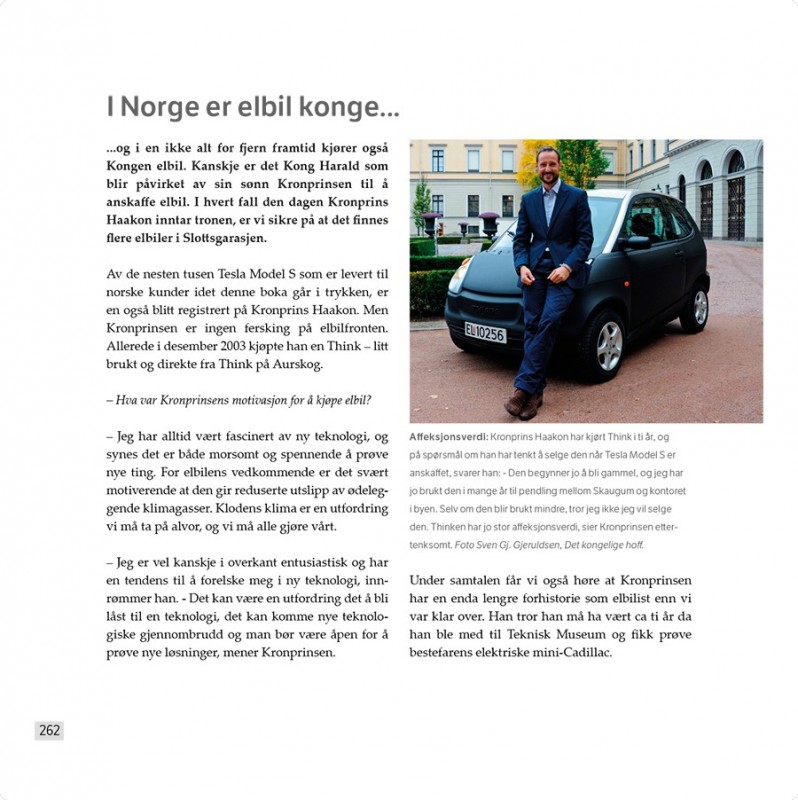 I Norge er elbil konge...
...og i en ikke alt for fjern framtid kjører også
Kongen elbil. Kanskje er det Kong Harald som
blir påvirket av sin sønn Kronprinsen til å
anskaffe elbil. I hvert fall den dagen Kronprins
Haakon inntar tronen, er vi sikre på at det finnes
flere elbiler i Slottsgarasjen.
Av de nesten tusen Tesla Model S som er levert til
norske kunder idet denne boka går i trykken, er
en også blitt registrert på Kronprins Haakon. Men
Kronprinsen er ingen fersking på elbilfronten.
Allerede i desember 2003 kjøpte han en Think – litt
brukt og direkte fra Think på Aurskog.
– Hva var Kronprinsens motivasjon for å kjøpe elbil?
– Jeg har alltid vært fascinert av ny teknologi, og
synes det er både morsomt og spennende å prøve
nye ting. For elbilens vedkommende er det svært
motiverende at den gir reduserte utslipp av ødeleg-
gende klimagasser. Klodens klima er en utfordring
vi må ta på alvor, og vi må alle gjøre vårt.
– Jeg er vel kanskje i overkant entusiastisk og har
en tendens til å forelske meg i ny teknologi, inn-
rømmer han. - Det kan være en utfordring det å bli
låst til en teknologi, det kan komme nye teknolo-
giske gjennombrudd og man bør være åpen for å
prøve nye løsninger, mener Kronprinsen.
EL10256
Affeksjonsverdi: Kronprins Haakon har kjørt Think i ti år, og
på spørsmål om han har tenkt å selge den når Tesla Model S er
anskaffet, svarer han: - Den begynner jo å bli gammel, og jeg har
jo brukt den i mange år til pendling mellom Skaugum og kontoret
i byen. Selv om den blir brukt mindre, tror jeg ikke jeg vil selge
den. Thinken har jo stor affeksjonsverdi, sier Kronprinsen etter-
tenksomt. Foto Sven Gj. Gjeruldsen, Det kongelige hoff.
Under samtalen får vi også høre at Kronprinsen
har en enda lengre forhistorie som elbilist enn vi
var klar over. Han tror han må ha vært ca ti år da
han ble med til Teknisk Museum og fikk prøve
bestefarens elektriske mini-Cadillac.
262